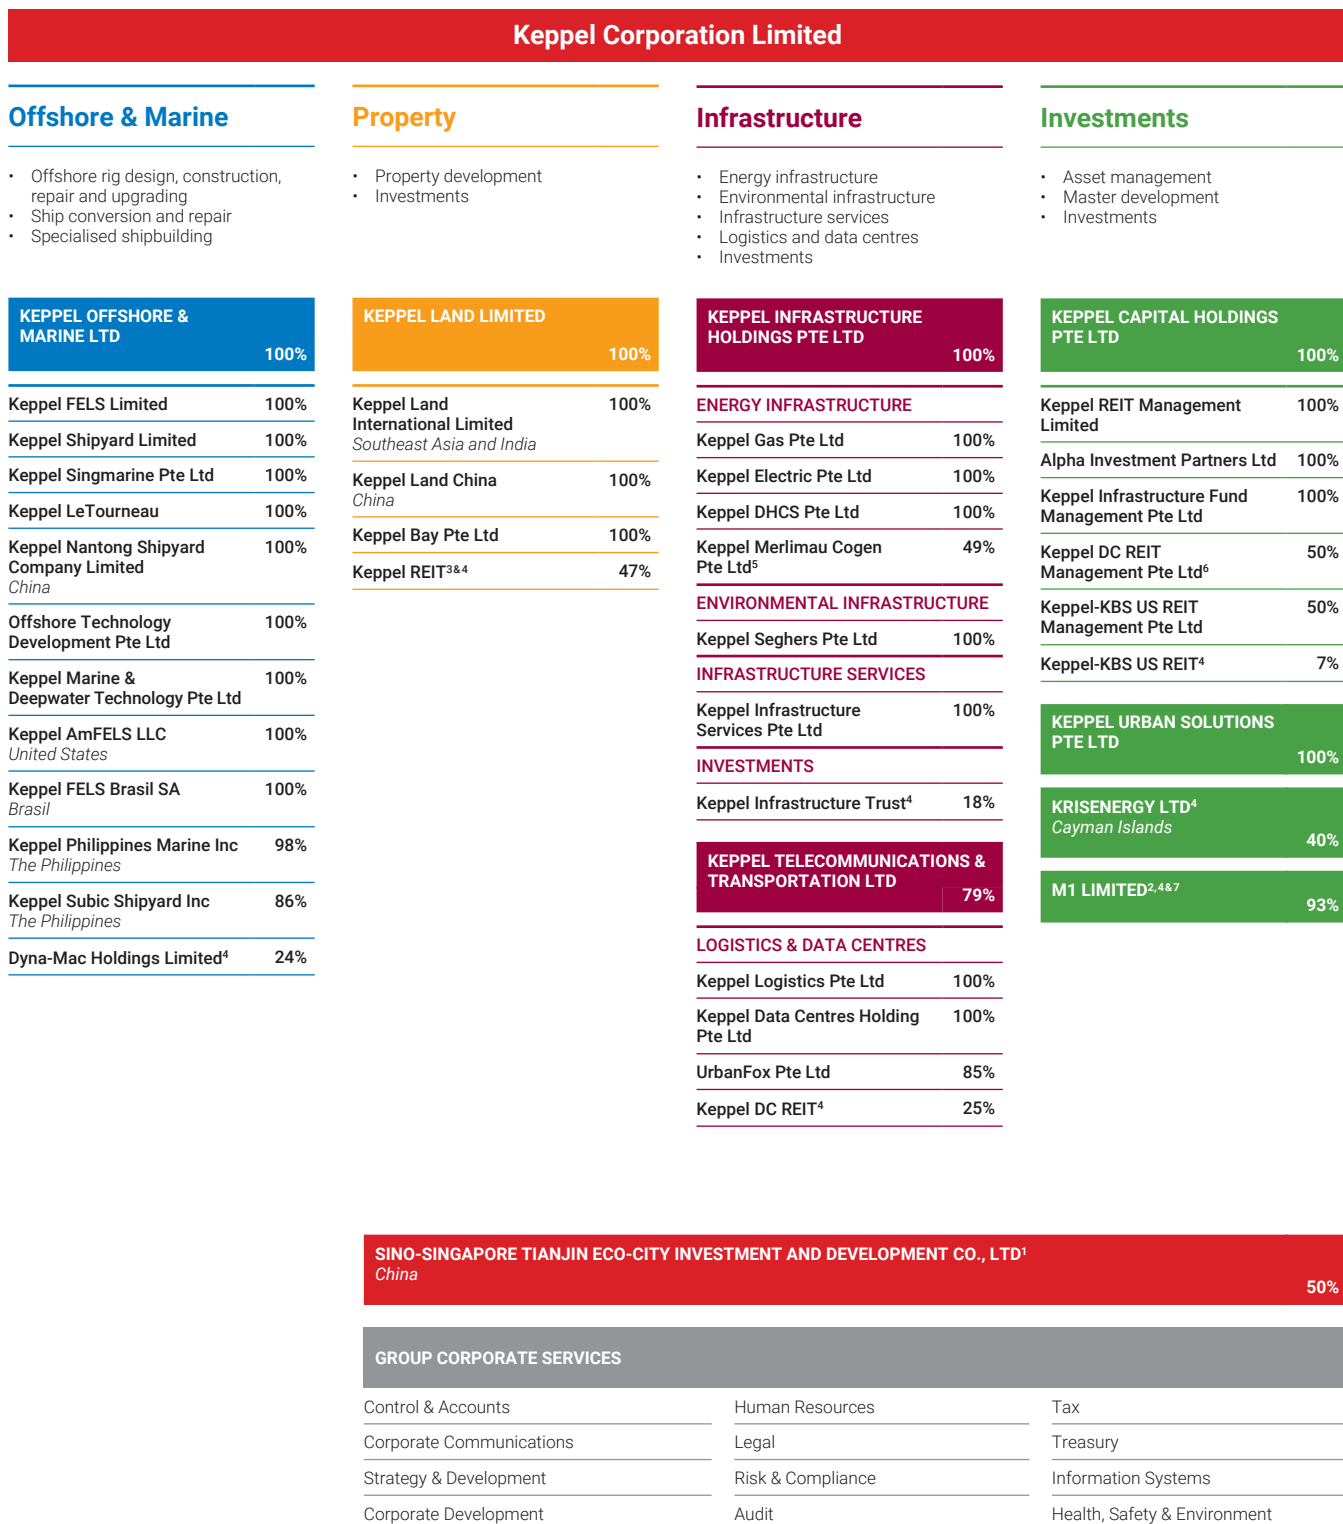 Keppel Corporation Limited
Offshore & Marine
• Offshore rig design, construction,
repair and upgrading
• Ship conversion and repair
• Specialised shipbuilding
KEPPEL OFFSHORE &
MARINE LTD
100%
Keppel FELS Limited 100%
Keppel Shipyard Limited 100%
Keppel Singmarine Pte Ltd 100%
Keppel LeTourneau 100%
Keppel Nantong Shipyard 100%
Company Limited
China
Offshore Technology 100%
Development Pte Ltd
Keppel Marine & 100%
Deepwater Technology Pte Ltd
Keppel AmFELS LLC 100%
United States
Keppel FELS Brasil SA 100%
Brasil
Keppel Philippines Marine Inc 98%
The Philippines
Keppel Subic Shipyard Inc 86%
The Philippines
Dyna-Mac Holdings Limited⁴ 24%
Property
• Property development
• Investments
KEPPEL LAND LIMITED
100%
Keppel Land 100%
International Limited
Southeast Asia and India
Keppel Land China 100%
China
Keppel Bay Pte Ltd 100%
Keppel REIT³&⁴ 47%
Infrastructure
• Energy infrastructure
• Environmental infrastructure
• Infrastructure services
• Logistics and data centres
• Investments
KEPPEL INFRASTRUCTURE
HOLDINGS PTE LTD
100%
ENERGY INFRASTRUCTURE
Keppel Gas Pte Ltd 100%
Keppel Electric Pte Ltd 100%
Keppel DHCS Pte Ltd 100%
Keppel Merlimau Cogen 49%
Pte Ltd⁵
ENVIRONMENTAL INFRASTRUCTURE
Keppel Seghers Pte Ltd 100%
INFRASTRUCTURE SERVICES
Keppel Infrastructure 100%
Services Pte Ltd
INVESTMENTS
Keppel Infrastructure Trust⁴ 18%
KEPPEL TELECOMMUNICATIONS &
TRANSPORTATION LTD
79%
LOGISTICS & DATA CENTRES
Keppel Logistics Pte Ltd 100%
Keppel Data Centres Holding 100%
Pte Ltd
UrbanFox Pte Ltd 85%
Keppel DC REIT⁴ 25%
Investments
• Asset management
• Master development
• Investments
KEPPEL CAPITAL HOLDINGS
PTE LTD
100%
Keppel REIT Management 100%
Limited
Alpha Investment Partners Ltd 100%
Keppel Infrastructure Fund 100%
Management Pte Ltd
Keppel DC REIT 50%
Management Pte Ltd⁶
Keppel-KBS US REIT 50%
Management Pte Ltd
Keppel-KBS US REIT⁴ 7%
KEPPEL URBAN SOLUTIONS
PTE LTD
100%
KRISENERGY LTD⁴
Cayman Islands
40%
M1 LIMITED²,⁴&⁷
93%
SINO-SINGAPORE TIANJIN ECO-CITY INVESTMENT AND DEVELOPMENT CO., LTD¹
China
50%
GROUP CORPORATE SERVICES
Control & Accounts Human Resources Tax
Corporate Communications Legal Treasury
Strategy & Development Risk & Compliance Information Systems
Corporate Development Audit Health, Safety & Environment